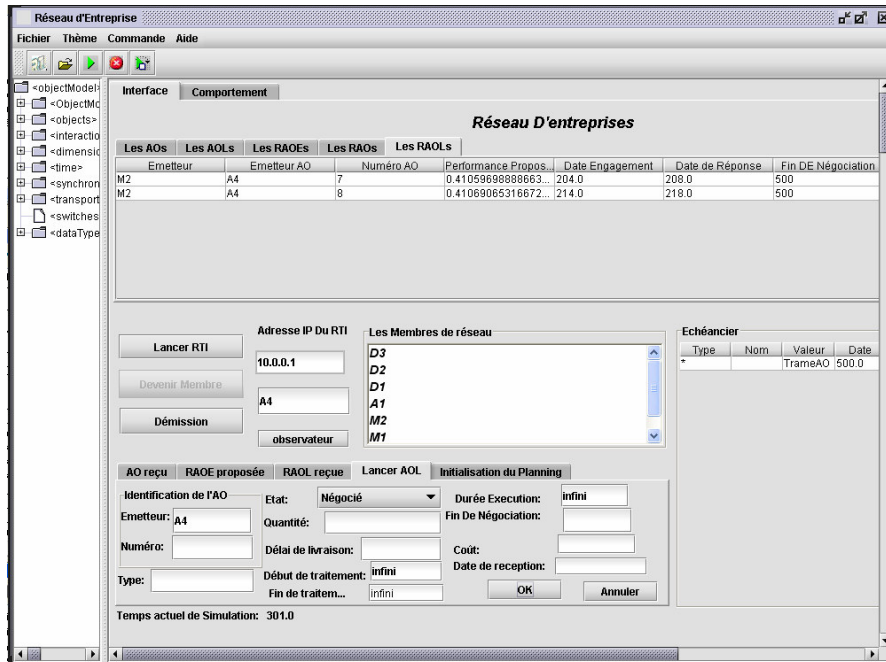 Réseau d'Entreprise
Fichier Thème Commande Aide
<objectModel>
<ObjectMo
<objects>
<interactio
<dimensio
<time>
<synchron
<transport
<switches
<dataType
Interface Comportement
Réseau D'entreprises
Les AOs Les AOLs Les RAOEs Les RAOs Les RAOLs
Emetteur Emetteur AO Numéro AO Performance Propos... Date Engagement Date de Réponse Fin DE Négociation
M2 A4 7 0.41059698888663... 204.0 208.0 500
M2 A4 8 0.41069065316672... 214.0 218.0 500
Lancer RTI
Devenir Membre
Démission
Adresse IP Du RTI
10.0.0.1
A4
observateur
Les Membres de réseau
D3
D2
D1
A1
M2
M1
Echéancier
Type Nom Valeur Date
* TrameAO 500.0
AO reçu RAOE proposée RAOL reçue Lancer AOL Initialisation du Planning
Identification de l'AO
Emetteur: A4
Numéro:
Type:
Etat: Négocié
Quantité:
Délai de livraison:
Début de traitement: infini
Fin de traitem... infini
Durée Execution: infini
Fin De Négociation:
Coût:
Date de reception:
OK Annuler
Temps actuel de Simulation: 301.0